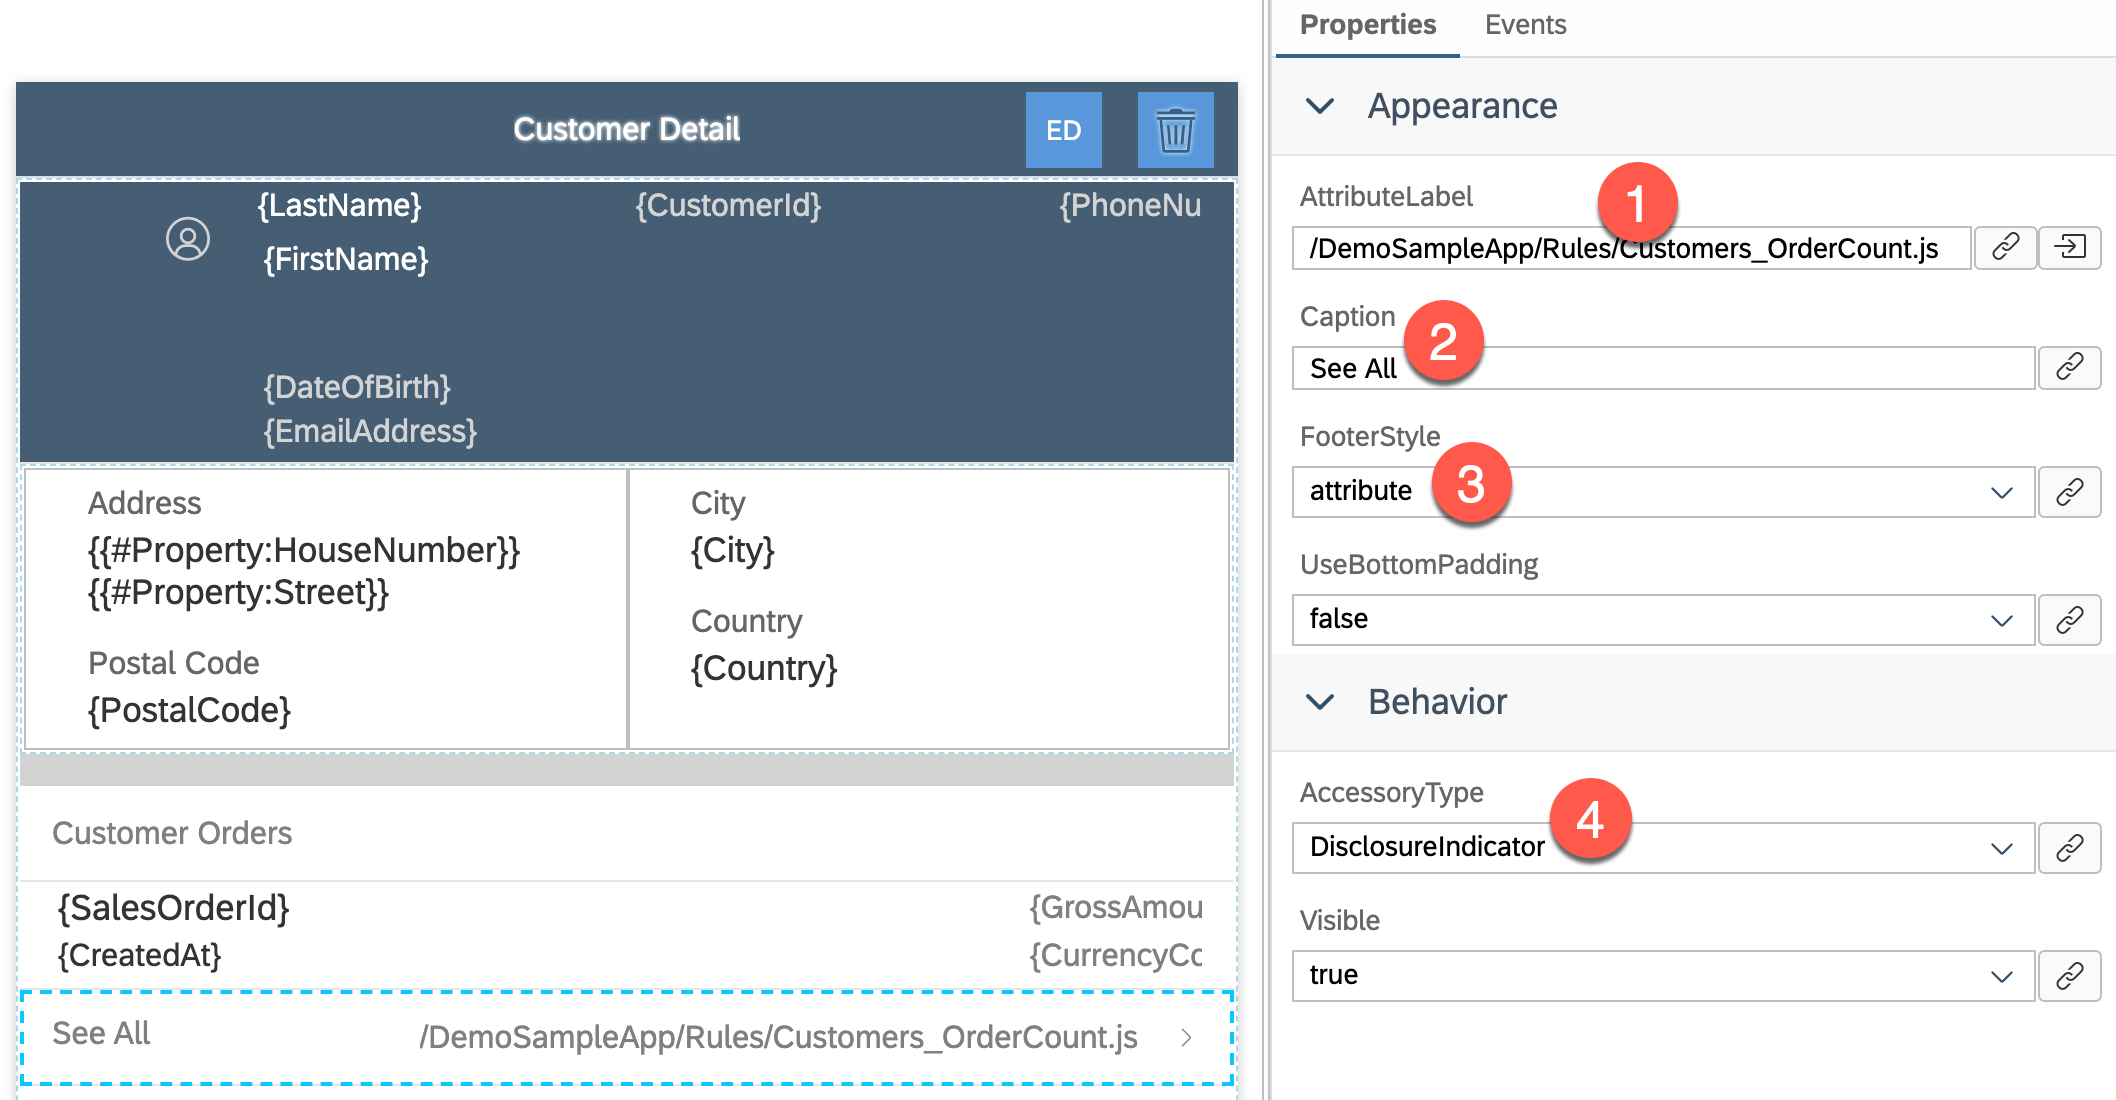 Customer Detail
ED
{LastName}
{CustomerId}
{PhoneNu
{FirstName}
{DateOfBirth}
{EmailAddress}
Address
{{#Property:HouseNumber}}
{{#Property:Street}}
Postal Code
{PostalCode}
City
{City}
Country
{Country}
Customer Orders
{SalesOrderId}
{GrossAmou
{CreatedAt}
{CurrencyCc
See All
/DemoSampleApp/Rules/Customers_OrderCount.js
Properties
Events
Appearance
AttributeLabel
1
/DemoSampleApp/Rules/Customers_OrderCount.js
Caption
2
See All
FooterStyle
3
attribute
UseBottomPadding
false
Behavior
AccessoryType
4
DisclosureIndicator
Visible
true